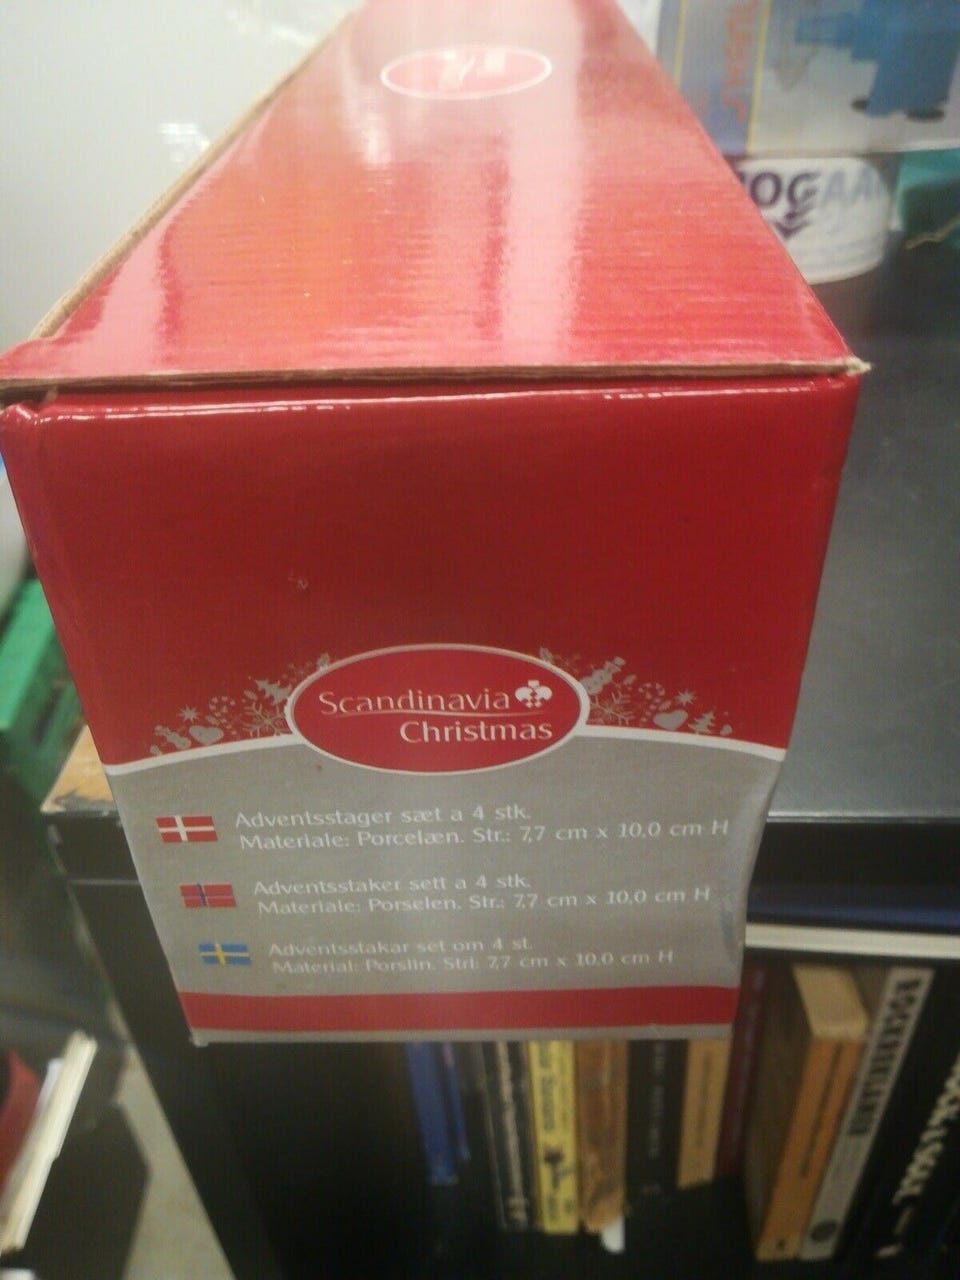 OGAA
Scandinavia
Christmas
Adventsstager sæt a 4 stk.
Materiale: Porcelæn. Str.: 7,7 cm x 10,0 cm H
Adventsstaker sett a 4 stk.
Materiale: Porselen. Str.: 7,7 cm x 10,0 cm H
Adventsstakar set om 4 st.
Material: Porslin. Strl: 7,7 cm x 10,0 cm H